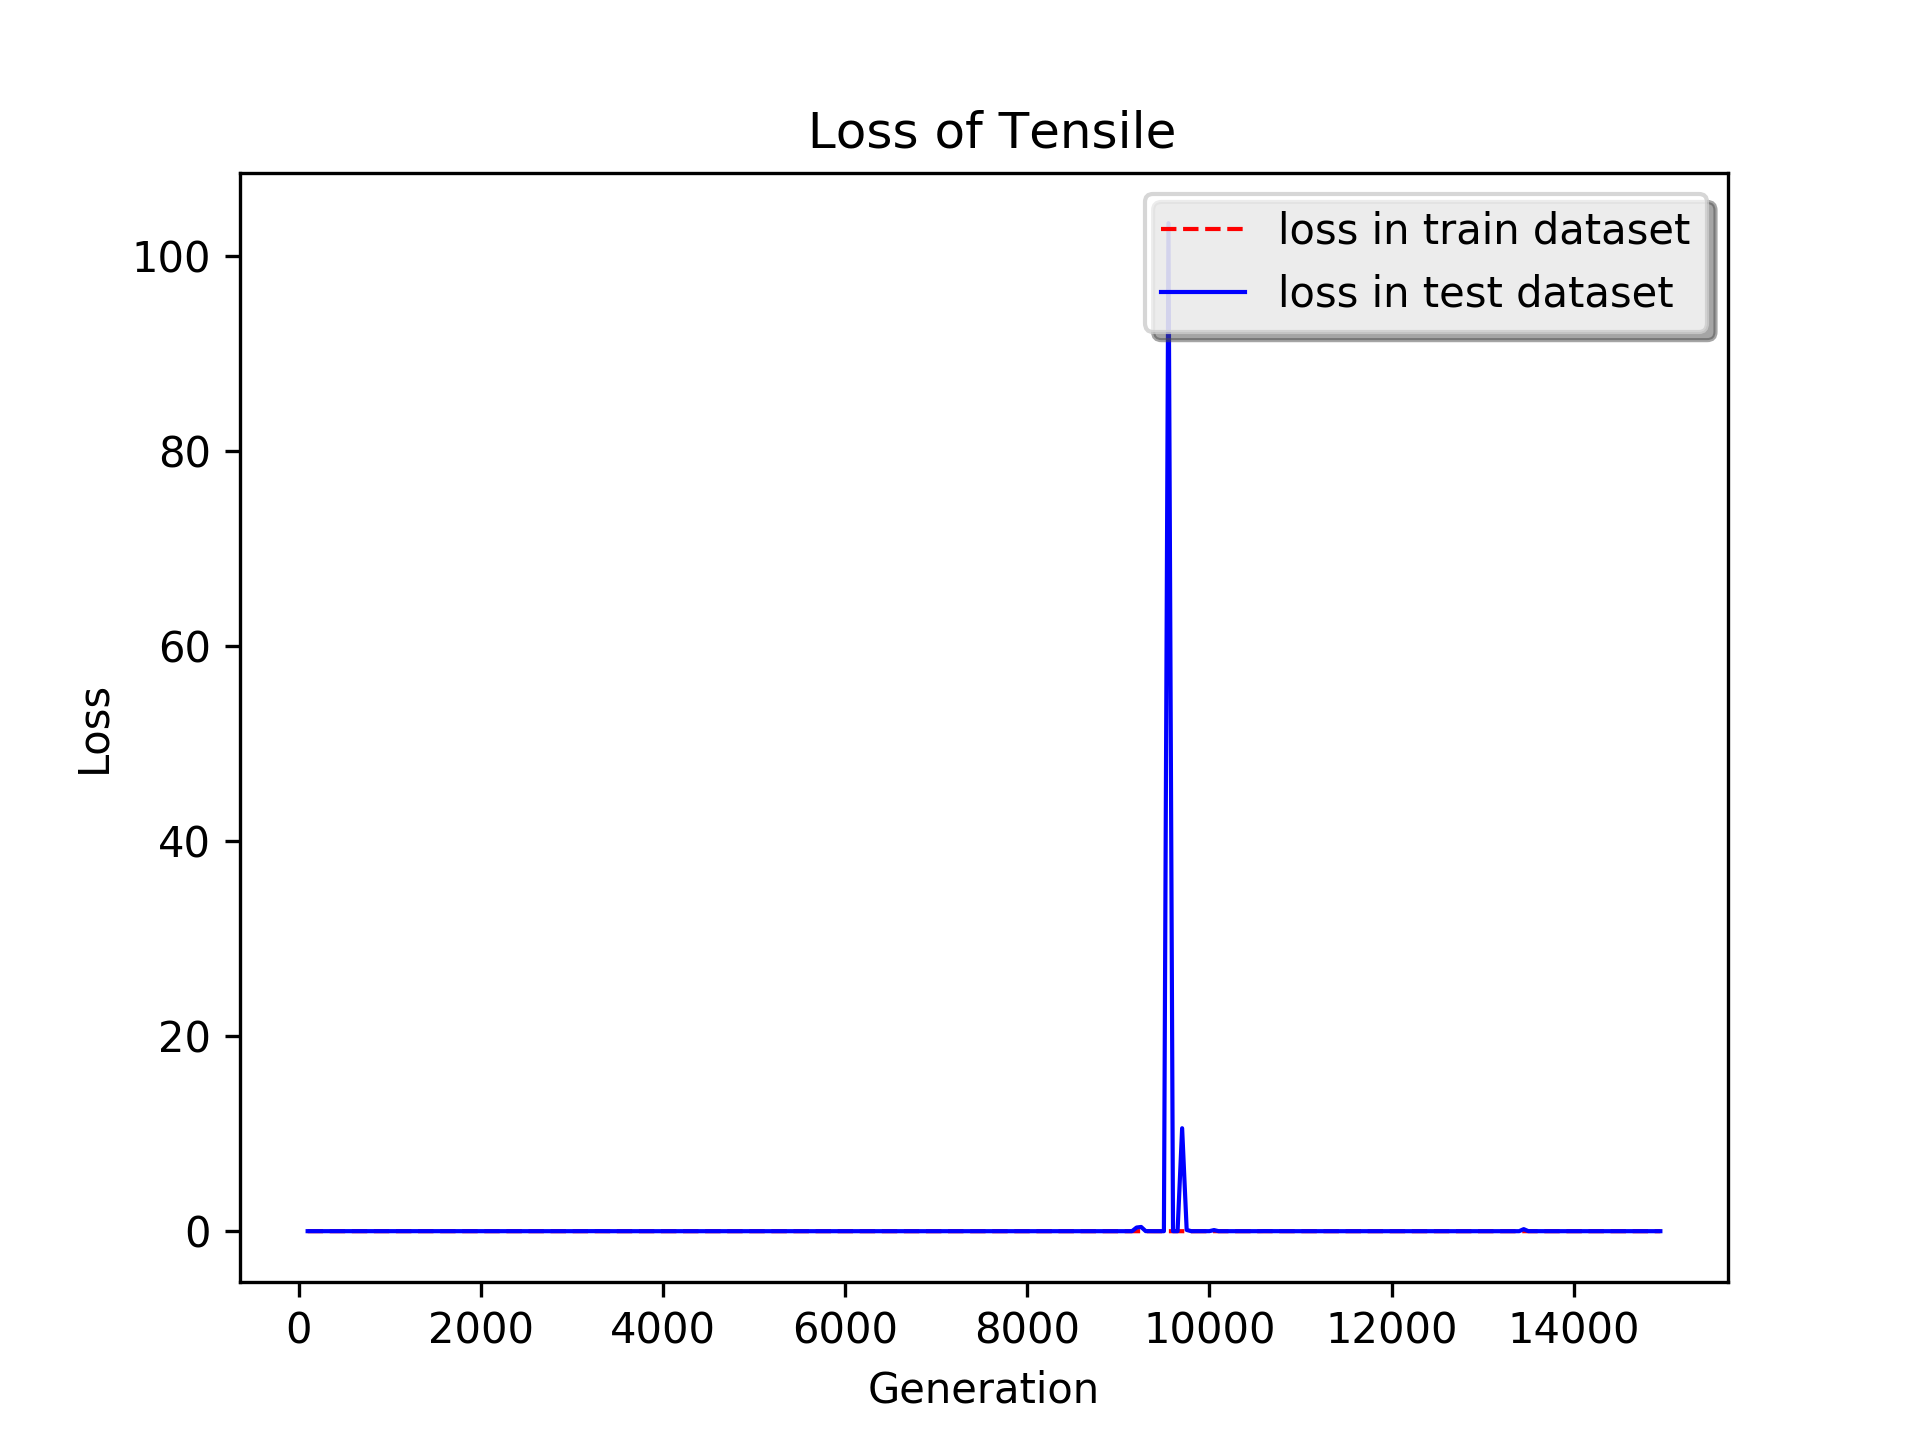 Loss of Tensile
loss in train dataset
loss in test dataset
100
80
60
40
20
0
Loss
0 2000 4000 6000 8000 10000 12000 14000
Generation